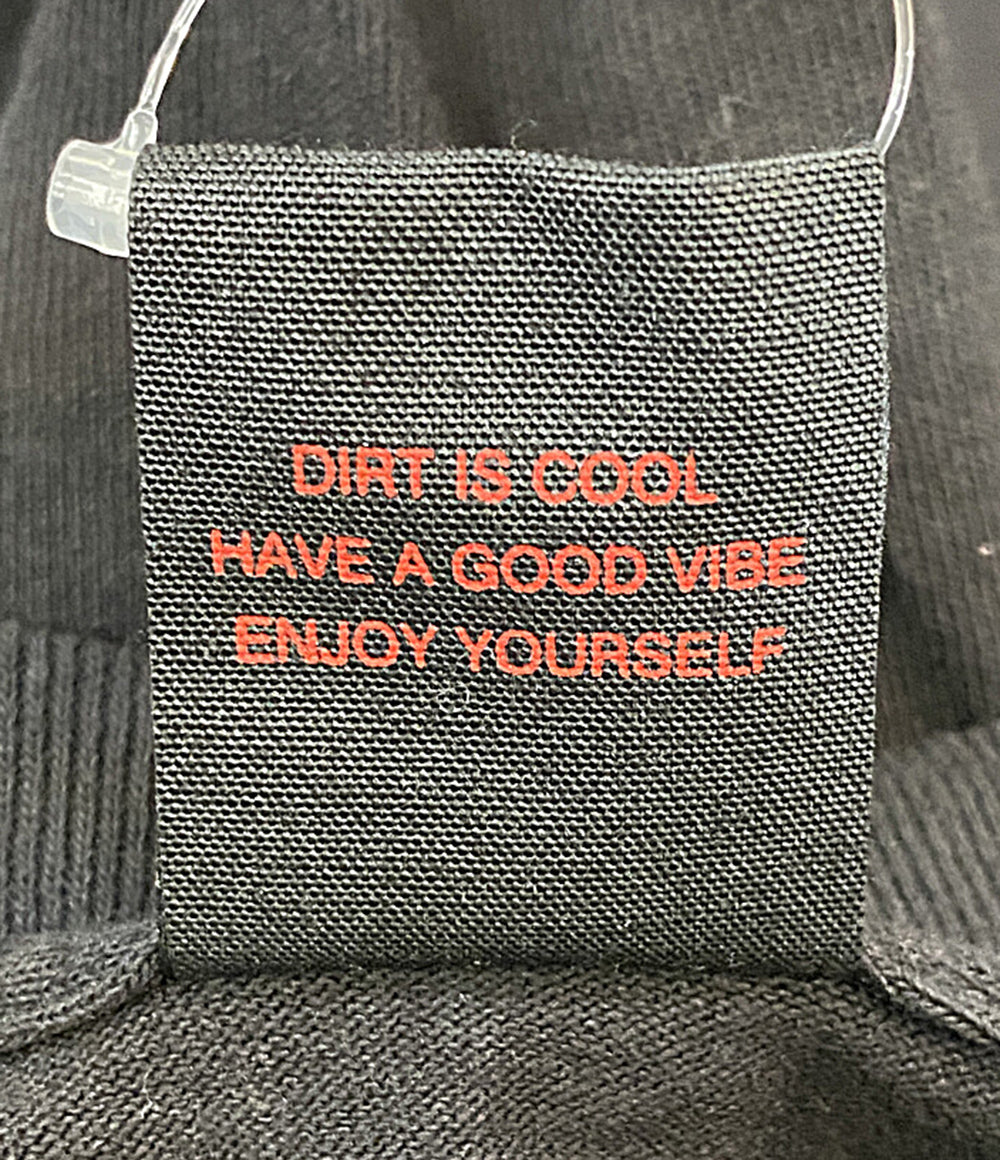 DIRT IS COOL
HAVE A GOOD VIBE
ENJOY YOURSELF